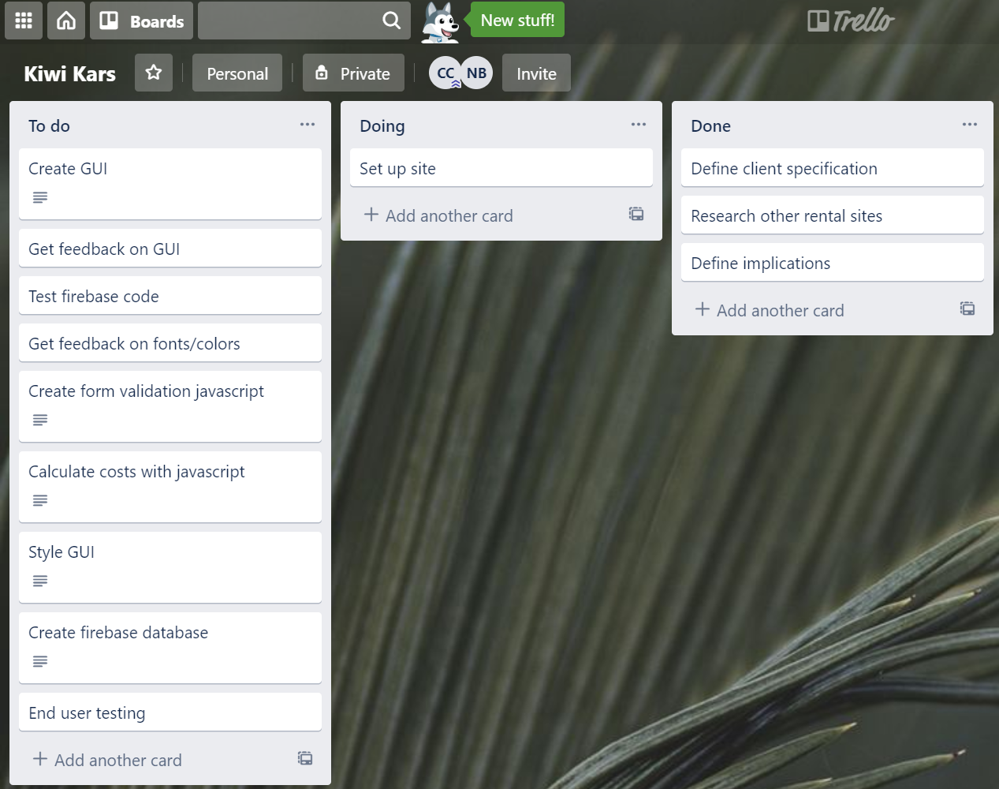 Boards
New stuff!
Trello
Kiwi Kars
Personal
Private
CC
NB
Invite
To do
Create GUI
Get feedback on GUI
Test firebase code
Get feedback on fonts/colors
Create form validation javascript
Calculate costs with javascript
Style GUI
Create firebase database
End user testing
Add another card
Doing
Set up site
Add another card
Done
Define client specification
Research other rental sites
Define implications
Add another card